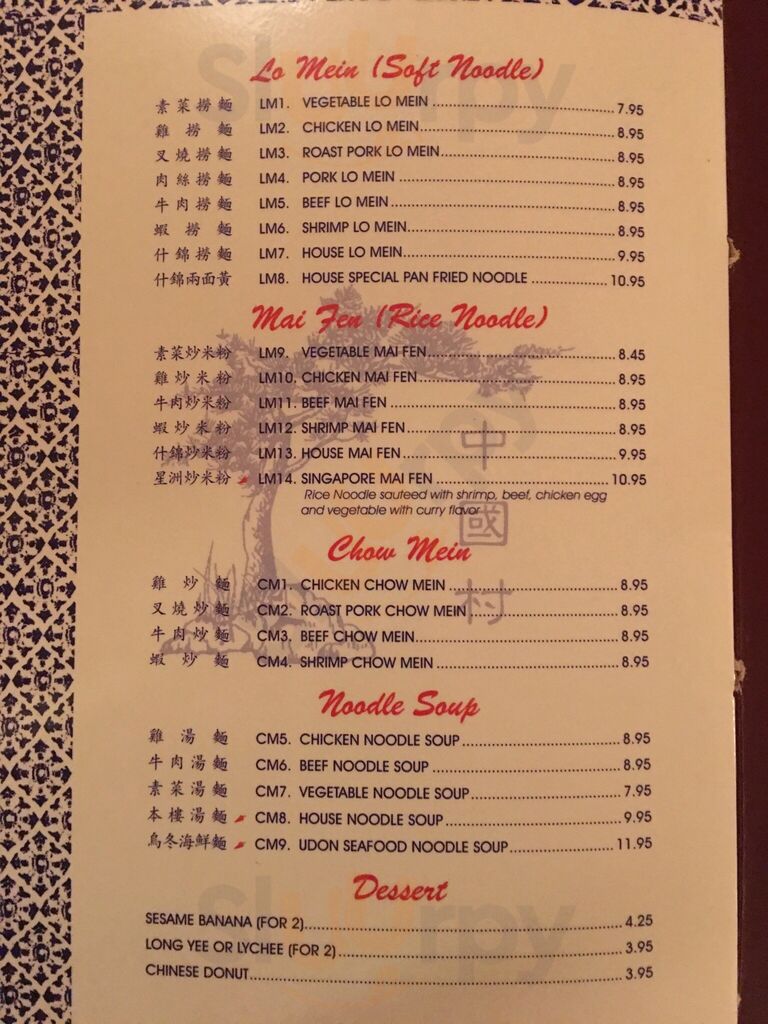 Lo Mein (Soft Noodle)
素菜撈麵 LM1. VEGETABLE LO MEIN 7.95
雞撈麵 LM2. CHICKEN LO MEIN 8.95
叉燒撈麵 LM3. ROAST PORK LO MEIN 8.95
肉絲撈麵 LM4. PORK LO MEIN 8.95
牛肉撈麵 LM5. BEEF LO MEIN 8.95
蝦撈麵 LM6. SHRIMP LO MEIN 8.95
什錦撈麵 LM7. HOUSE LO MEIN 9.95
什錦兩面黃 LM8. HOUSE SPECIAL PAN FRIED NOODLE 10.95
Mai Fen (Rice Noodle)
素菜炒米粉 LM9. VEGETABLE MAI FEN 8.45
雞炒米粉 LM10. CHICKEN MAI FEN 8.95
牛肉炒米粉 LM11. BEEF MAI FEN 8.95
蝦炒米粉 LM12. SHRIMP MAI FEN 8.95
什錦炒米粉 LM13. HOUSE MAI FEN 9.95
星洲炒米粉 LM14. SINGAPORE MAI FEN 10.95
Rice Noodle sauteed with shrimp, beef, chicken egg
and vegetable with curry flavor
中國村
Chow Mein
雞炒麵 CM1. CHICKEN CHOW MEIN 8.95
叉燒炒麵 CM2. ROAST PORK CHOW MEIN 8.95
牛肉炒麵 CM3. BEEF CHOW MEIN 8.95
蝦炒麵 CM4. SHRIMP CHOW MEIN 8.95
Noodle Soup
雞湯麵 CM5. CHICKEN NOODLE SOUP 8.95
牛肉湯麵 CM6. BEEF NOODLE SOUP 8.95
素菜湯麵 CM7. VEGETABLE NOODLE SOUP 7.95
本樓湯麵 CM8. HOUSE NOODLE SOUP 9.95
烏冬海鮮麵 CM9. UDON SEAFOOD NOODLE SOUP 11.95
Dessert
SESAME BANANA (FOR 2) 4.25
LONG YEE OR LYCHEE (FOR 2) 3.95
CHINESE DONUT 3.95